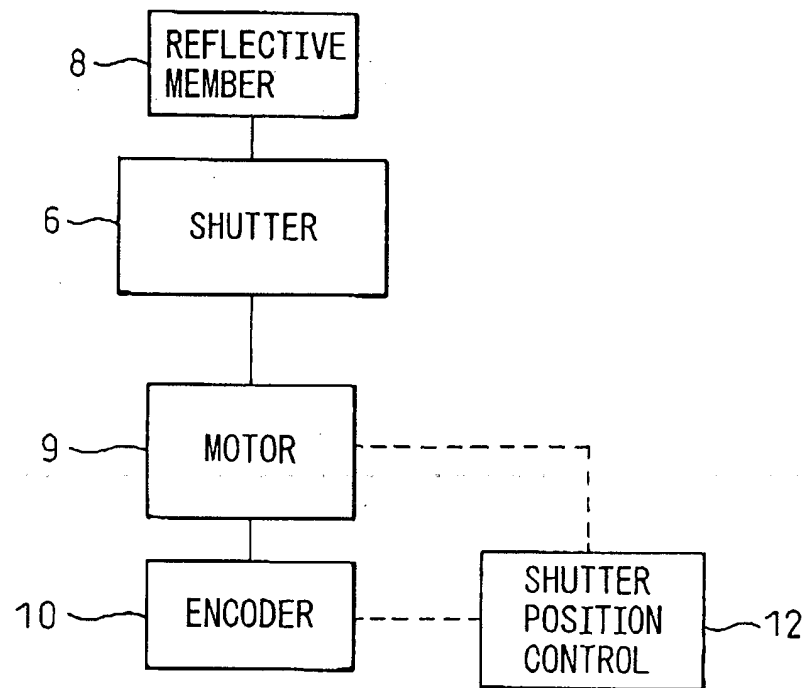 8
REFLECTIVE
MEMBER
6
SHUTTER
9
MOTOR
10
ENCODER
SHUTTER
POSITION
CONTROL
12